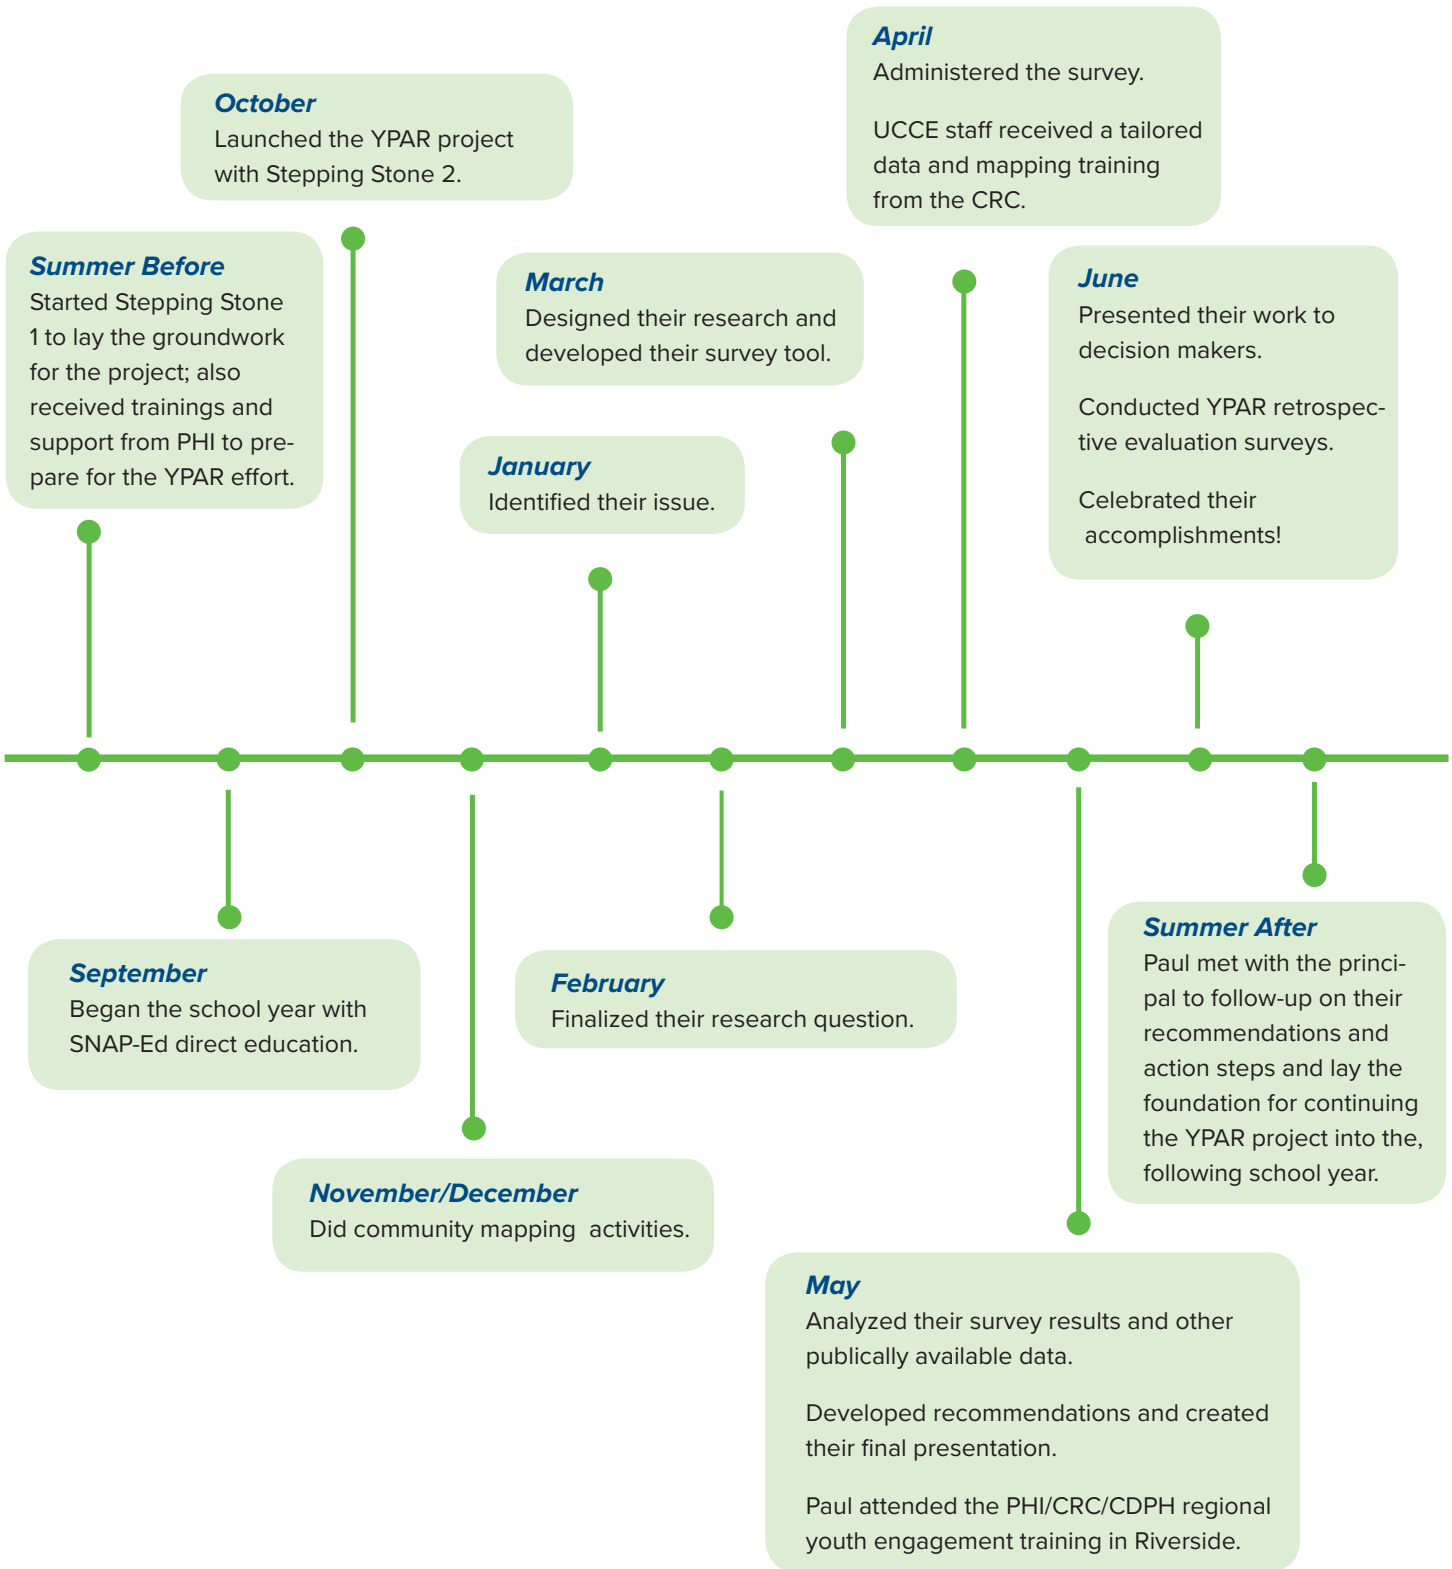 Summer Before
Started Stepping Stone
1 to lay the groundwork
for the project; also
received trainings and
support from PHI to pre-
pare for the YPAR effort.
September
Began the school year with
SNAP-Ed direct education.
October
Launched the YPAR project
with Stepping Stone 2.
November/December
Did community mapping  activities.
January
Identified their issue.
February
Finalized their research question.
March
Designed their research and
developed their survey tool.
April
Administered the survey.
UCCE staff received a tailored
data and mapping training
from the CRC.
May
Analyzed their survey results and other
publically available data.
Developed recommendations and created
their final presentation.
Paul attended the PHI/CRC/CDPH regional
youth engagement training in Riverside.
June
Presented their work to
decision makers.
Conducted YPAR retrospec-
tive evaluation surveys.
Celebrated their
accomplishments!
Summer After
Paul met with the princi-
pal to follow-up on their
recommendations and
action steps and lay the
foundation for continuing
the YPAR project into the,
following school year.